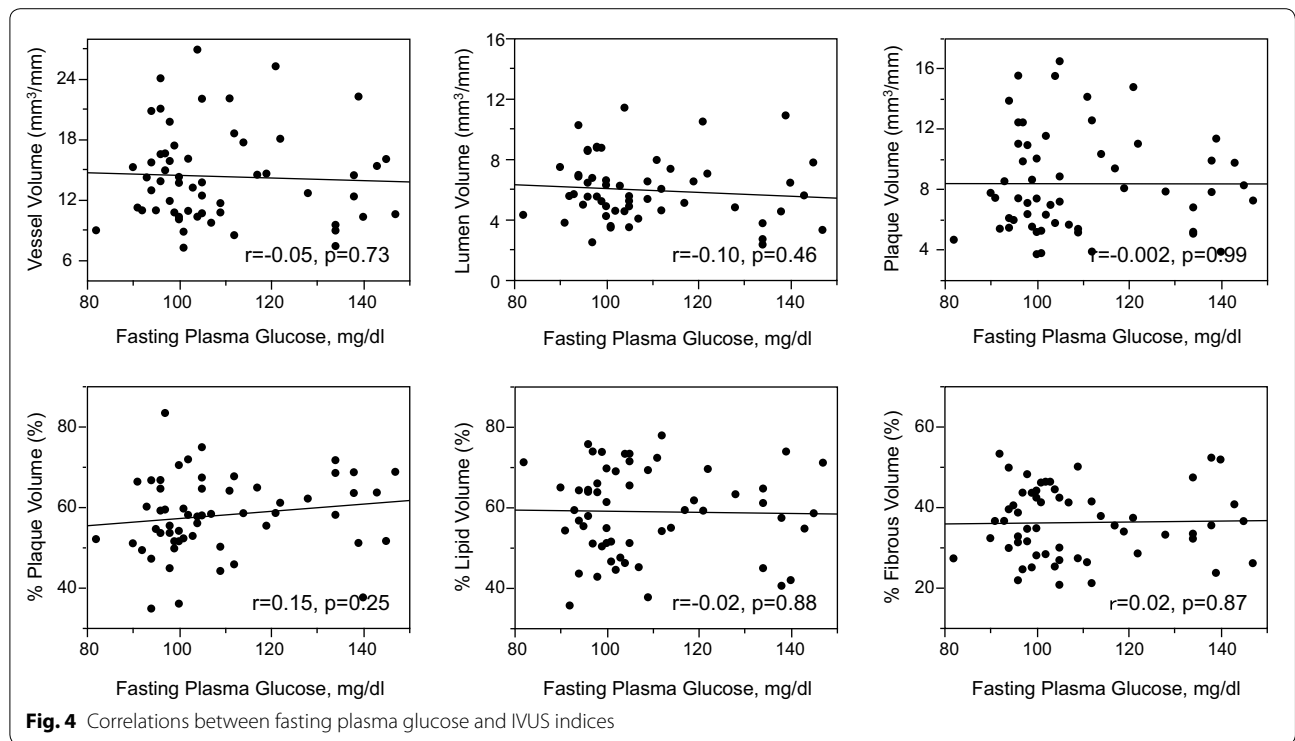 Vessel Volume (mm³/mm)
24
18
12
6
r=-0.05, p=0.73
80 100 120 140
Fasting Plasma Glucose, mg/dl
Lumen Volume (mm³/mm)
16
12
8
4
0
r=-0.10, p=0.46
80 100 120 140
Fasting Plasma Glucose, mg/dl
Plaque Volume (mm³/mm)
16
12
8
4
r=-0.002, p=0.99
80 100 120 140
Fasting Plasma Glucose, mg/dl
% Plaque Volume (%)
80
60
40
r=0.15, p=0.25
80 100 120 140
Fasting Plasma Glucose, mg/dl
% Lipid Volume (%)
80
60
40
r=-0.02, p=0.88
80 100 120 140
Fasting Plasma Glucose, mg/dl
% Fibrous Volume (%)
60
40
20
r=0.02, p=0.87
80 100 120 140
Fasting Plasma Glucose, mg/dl
Fig. 4 Correlations between fasting plasma glucose and IVUS indices